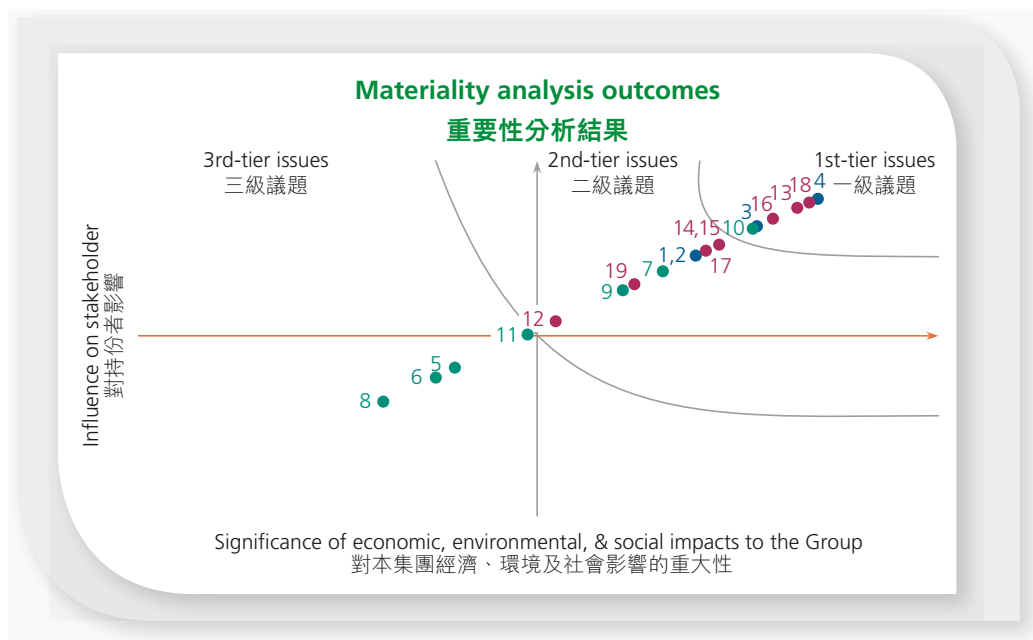 Materiality analysis outcomes
重要性分析結果
3rd-tier issues
三級議題
2nd-tier issues
二級議題
1st-tier issues
一級議題
4
18
13
16
3
10
14,15
17
1,2
7
19
9
12
11
5
6
8
Influence on stakeholder
對持份者影響
Significance of economic, environmental, & social impacts to the Group
對本集團經濟、環境及社會影響的重大性